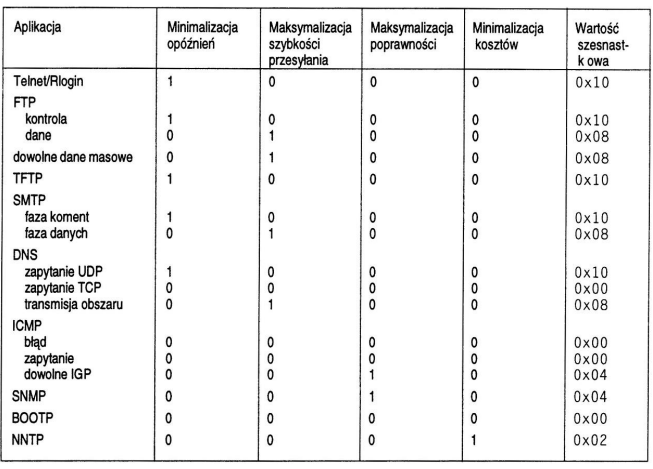 Aplikacja Minimalizacja opóźnień Maksymalizacja szybkości przesyłania Maksymalizacja poprawności Minimalizacja kosztów Wartość szesnast- k owa
Telnet/Rlogin 1 0 0 0 0x10
FTP
kontrola 1 0 0 0 0x10
dane 0 1 0 0 0x08
dowolne dane masowe 0 1 0 0 0x08
TFTP 1 0 0 0 0x10
SMTP
faza koment 1 0 0 0 0x10
faza danych 0 1 0 0 0x08
DNS
zapytanie UDP 1 0 0 0 0x10
zapytanie TCP 0 0 0 0 0x00
transmisja obszaru 0 1 0 0 0x08
ICMP
błąd 0 0 0 0 0x00
zapytanie 0 0 0 0 0x00
dowolne IGP 0 0 1 0 0x04
SNMP 0 0 1 0 0x04
BOOTP 0 0 0 0 0x00
NNTP 0 0 0 1 0x02